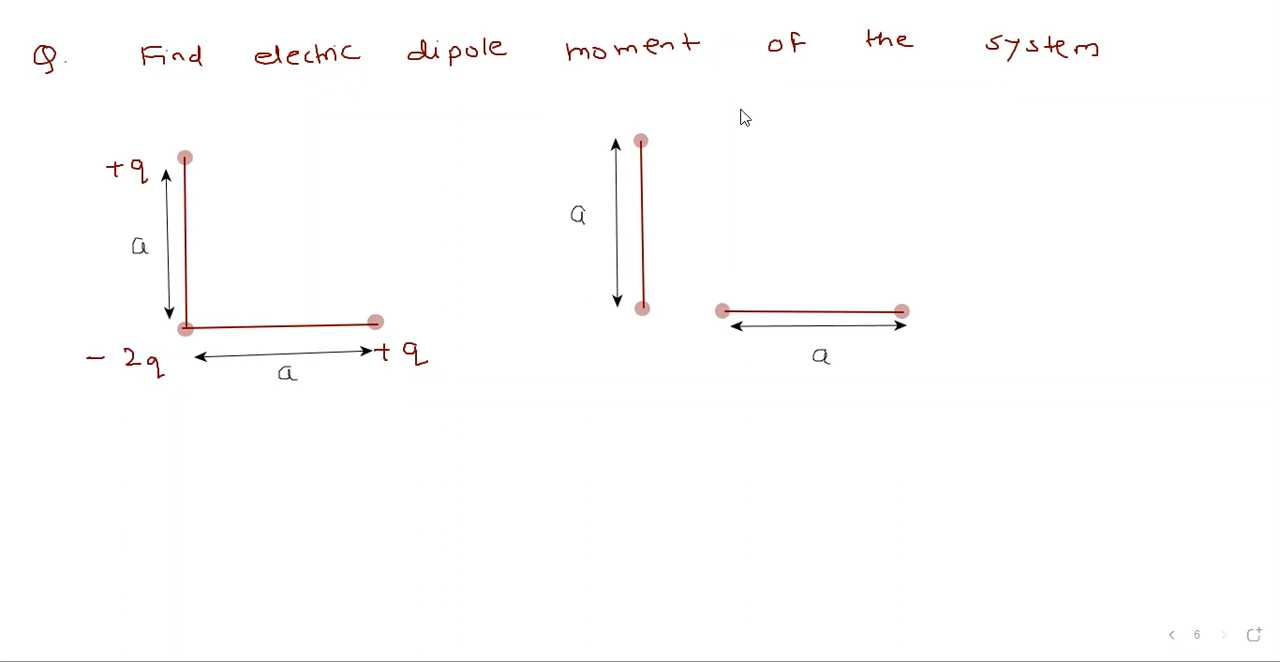 Q. Find electric dipole moment of the system
+q
a
-2q
a
+q
a
a
6